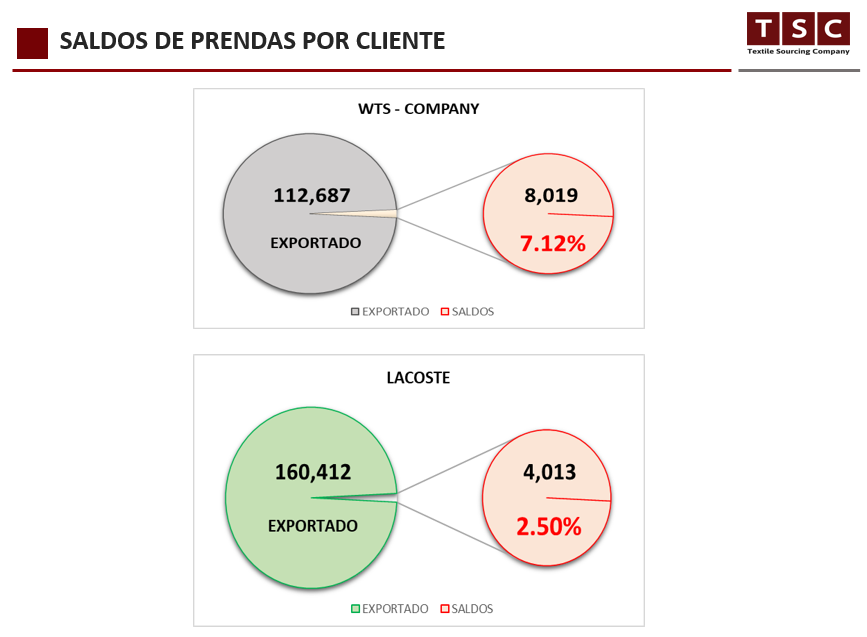 SALDOS DE PRENDAS POR CLIENTE
TSC
Textile Sourcing Company
WTS - COMPANY
112,687
EXPORTADO
8,019
7.12%
EXPORTADO SALDOS
LACOSTE
160,412
EXPORTADO
4,013
2.50%
EXPORTADO SALDOS